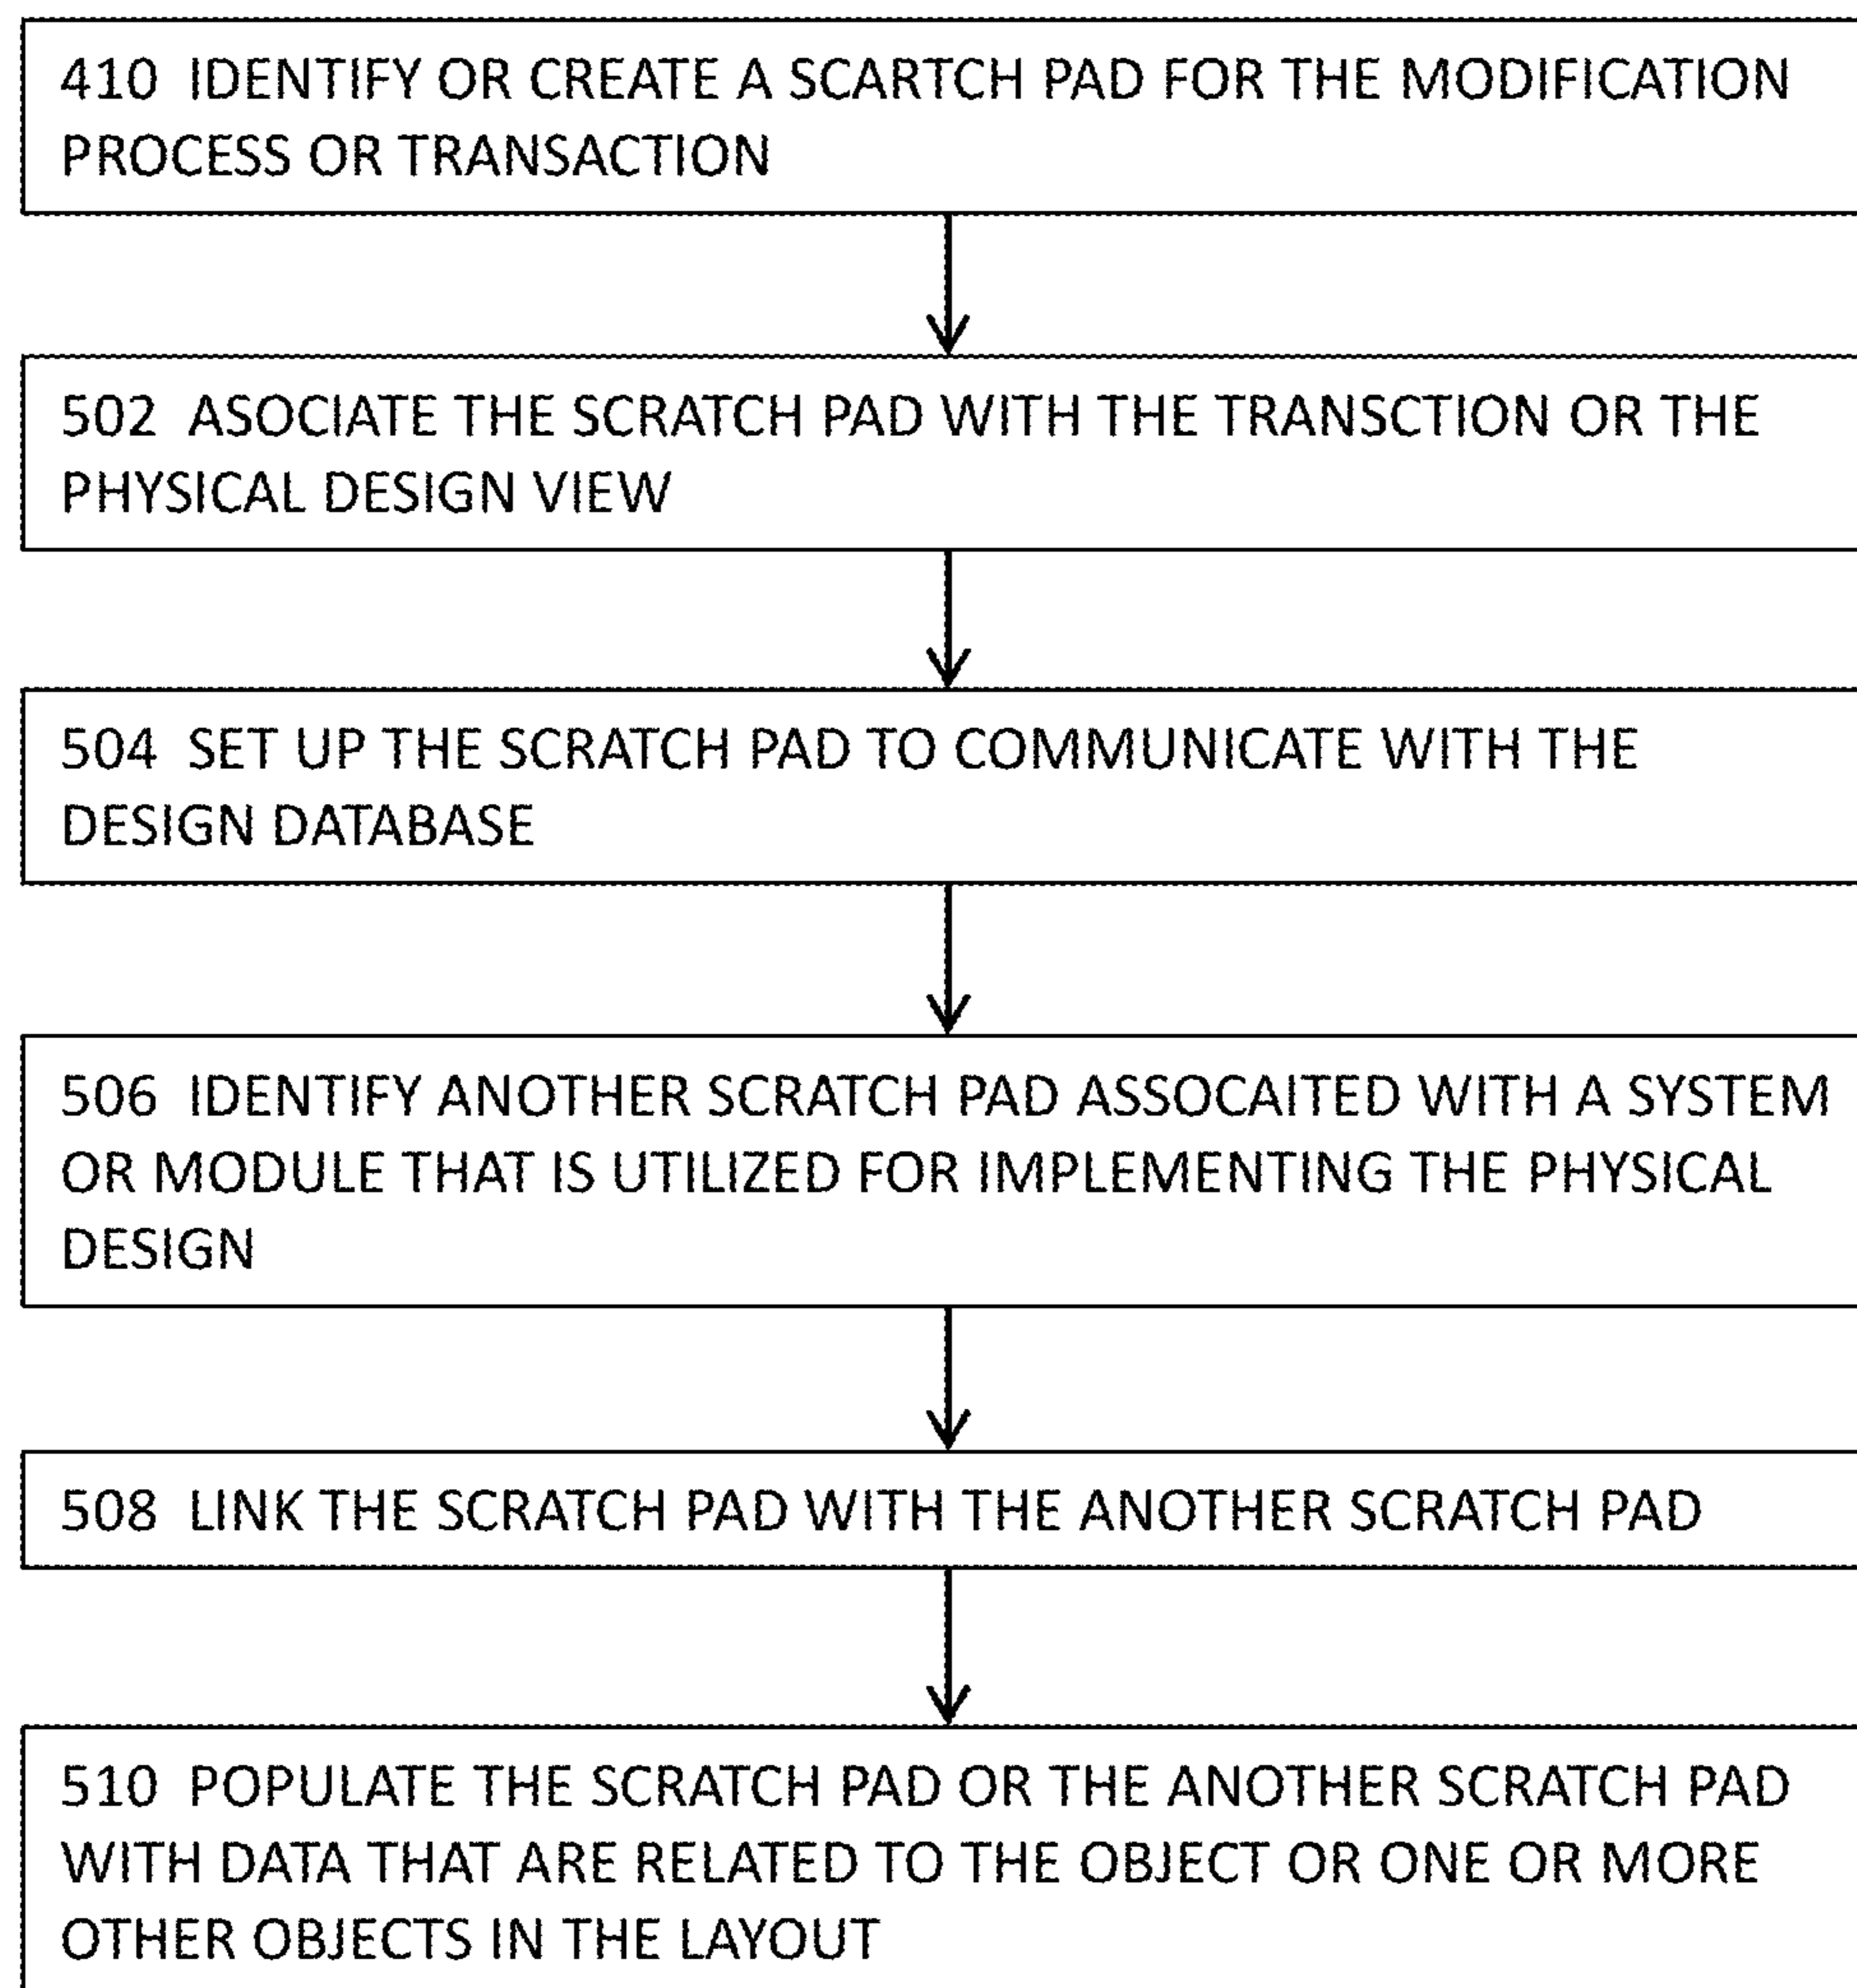 410 IDENTIFY OR CREATE A SCARTCH PAD FOR THE MODIFICATION
PROCESS OR TRANSACTION
502 ASOCIATE THE SCRATCH PAD WITH THE TRANSCTION OR THE
PHYSICAL DESIGN VIEW
504 SET UP THE SCRATCH PAD TO COMMUNICATE WITH THE
DESIGN DATABASE
506 IDENTIFY ANOTHER SCRATCH PAD ASSOCAITED WITH A SYSTEM
OR MODULE THAT IS UTILIZED FOR IMPLEMENTING THE PHYSICAL
DESIGN
508 LINK THE SCRATCH PAD WITH THE ANOTHER SCRATCH PAD
510 POPULATE THE SCRATCH PAD OR THE ANOTHER SCRATCH PAD
WITH DATA THAT ARE RELATED TO THE OBJECT OR ONE OR MORE
OTHER OBJECTS IN THE LAYOUT